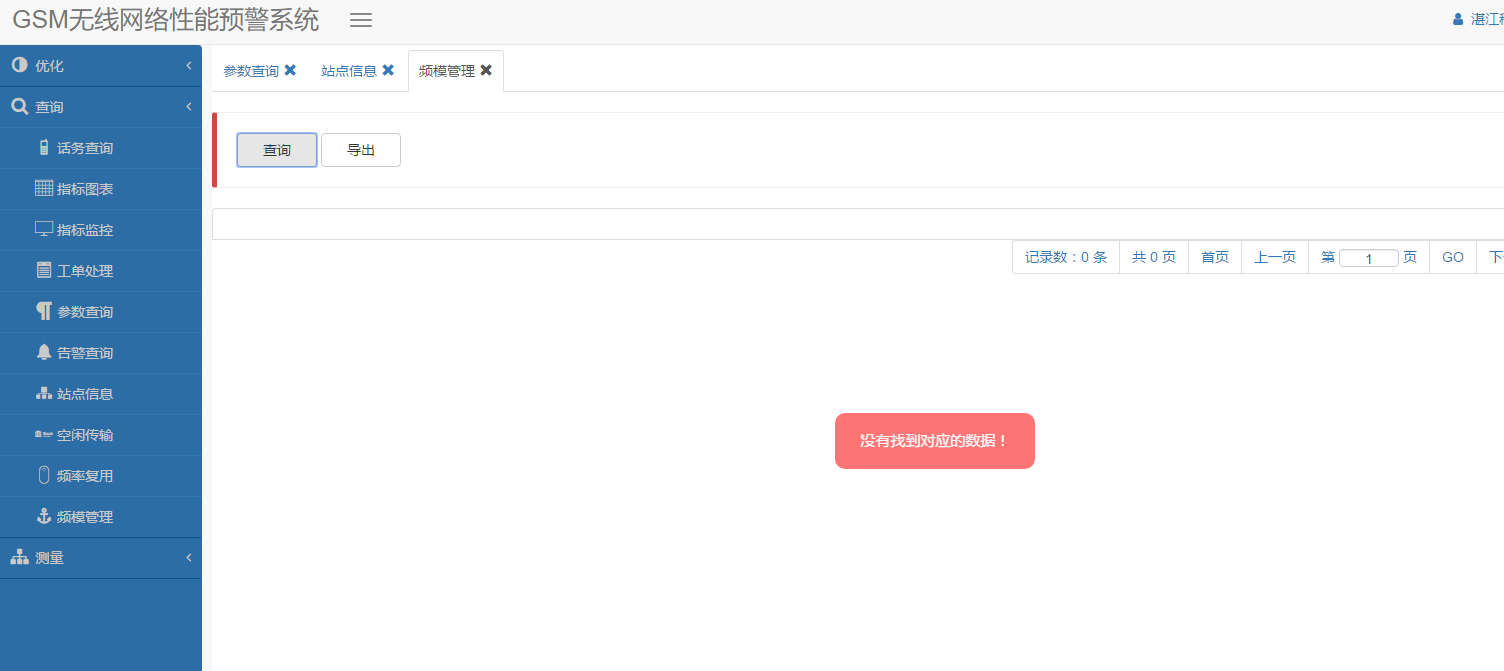 GSM无线网络性能预警系统
湛江
优化
查询
话务查询
指标图表
指标监控
工单处理
参数查询
告警查询
站点信息
空闲传输
频率复用
频模管理
测量
参数查询 站点信息 频模管理
查询 导出
记录数：0 条 共 0 页 首页 上一页 第 1 页 GO 下
没有找到对应的数据！